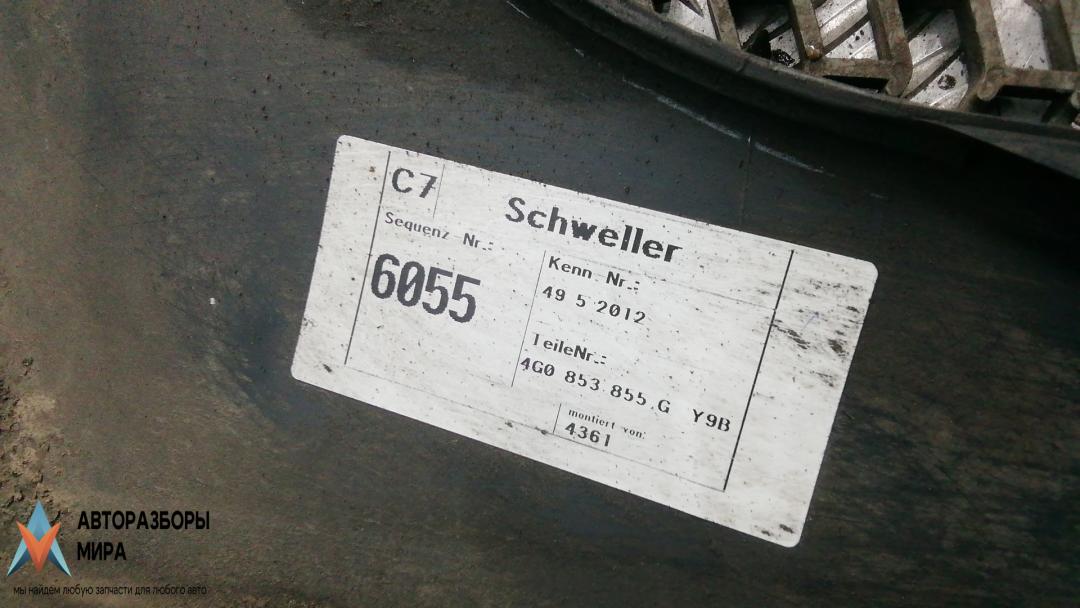 C7
Schweller
Sequenz Nr.:
6055
Kenn Nr.:
49 5 2012
TeileNr.:
4G0 853 855 G Y9B
montiert von:
4361
АВТОРАЗБОРЫ
МИРА
мы найдем любую запчасти для любого авто